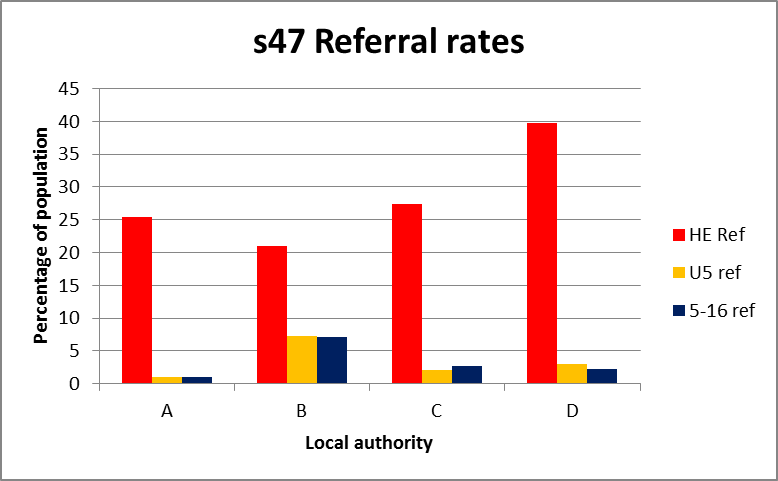 s47 Referral rates
Percentage of population
45
40
35
30
25
20
15
10
5
0
A B C D
Local authority
HE Ref
U5 ref
5-16 ref